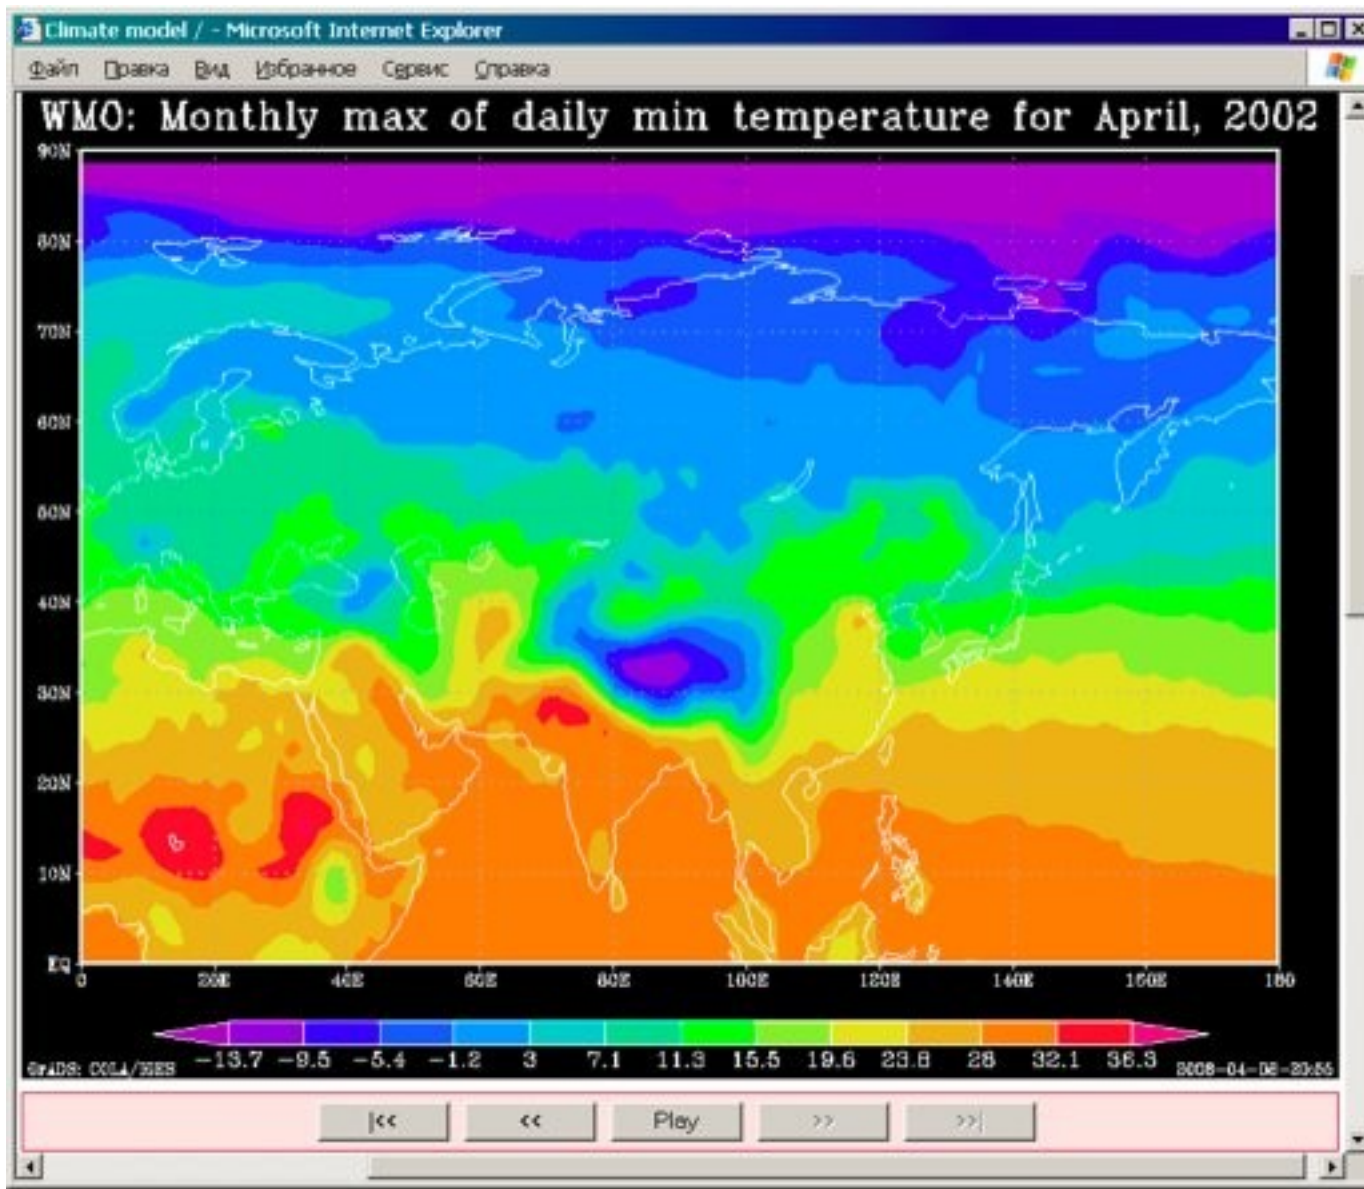 Climate model / - Microsoft Internet Explorer
Файл Правка Вид Избранное Сервис Справка
WMO: Monthly max of daily min temperature for April, 2002
90N
80N
70N
60N
50N
40N
30N
20N
10N
EQ
0 20E 40E 60E 80E 100E 120E 140E 160E 180
-13.7 -9.5 -5.4 -1.2 3 7.1 11.3 15.5 19.6 23.8 28 32.1 36.3
GrADS: COLA/IGES
|<< << Play >> >>|